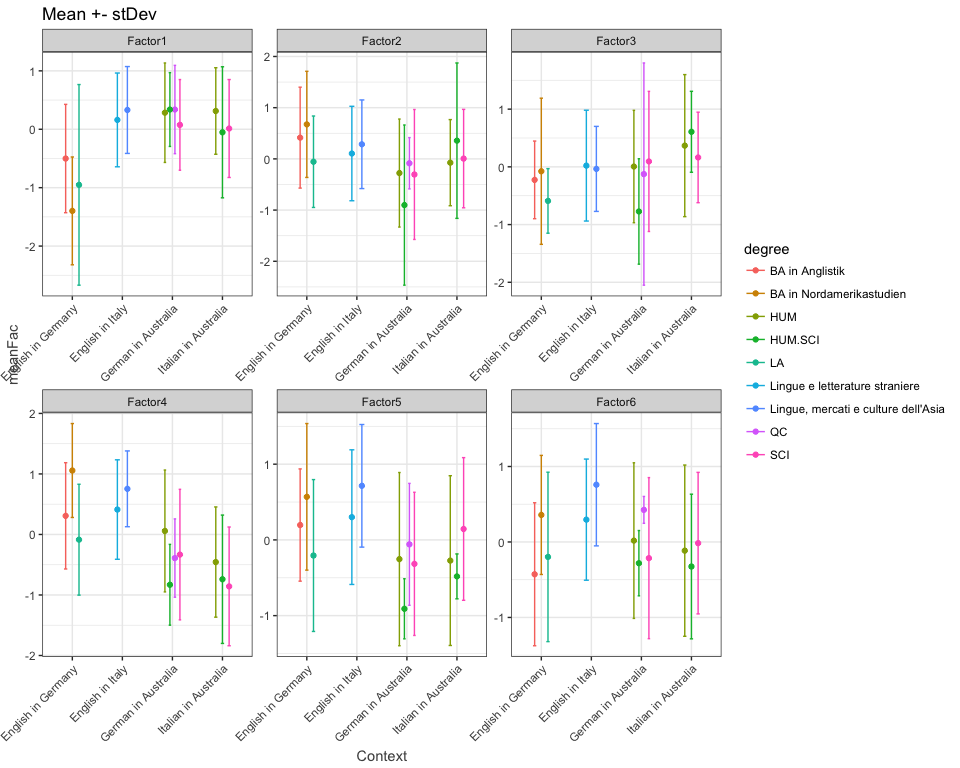 Mean +- stDev
Factor1
Factor2
Factor3
1
0
-1
-2
2
1
0
-1
-2
1
0
-1
-2
English in Germany
English in Italy
German in Australia
Italian in Australia
English in Germany
English in Italy
German in Australia
Italian in Australia
English in Germany
English in Italy
German in Australia
Italian in Australia
meanFac
Factor4
Factor5
Factor6
2
1
0
-1
-2
1
0
-1
1
0
-1
English in Germany
English in Italy
German in Australia
Italian in Australia
English in Germany
English in Italy
German in Australia
Italian in Australia
English in Germany
English in Italy
German in Australia
Italian in Australia
Context
degree
BA in Anglistik
BA in Nordamerikastudien
HUM
HUM.SCI
LA
Lingue e letterature straniere
Lingue, mercati e culture dell'Asia
QC
SCI